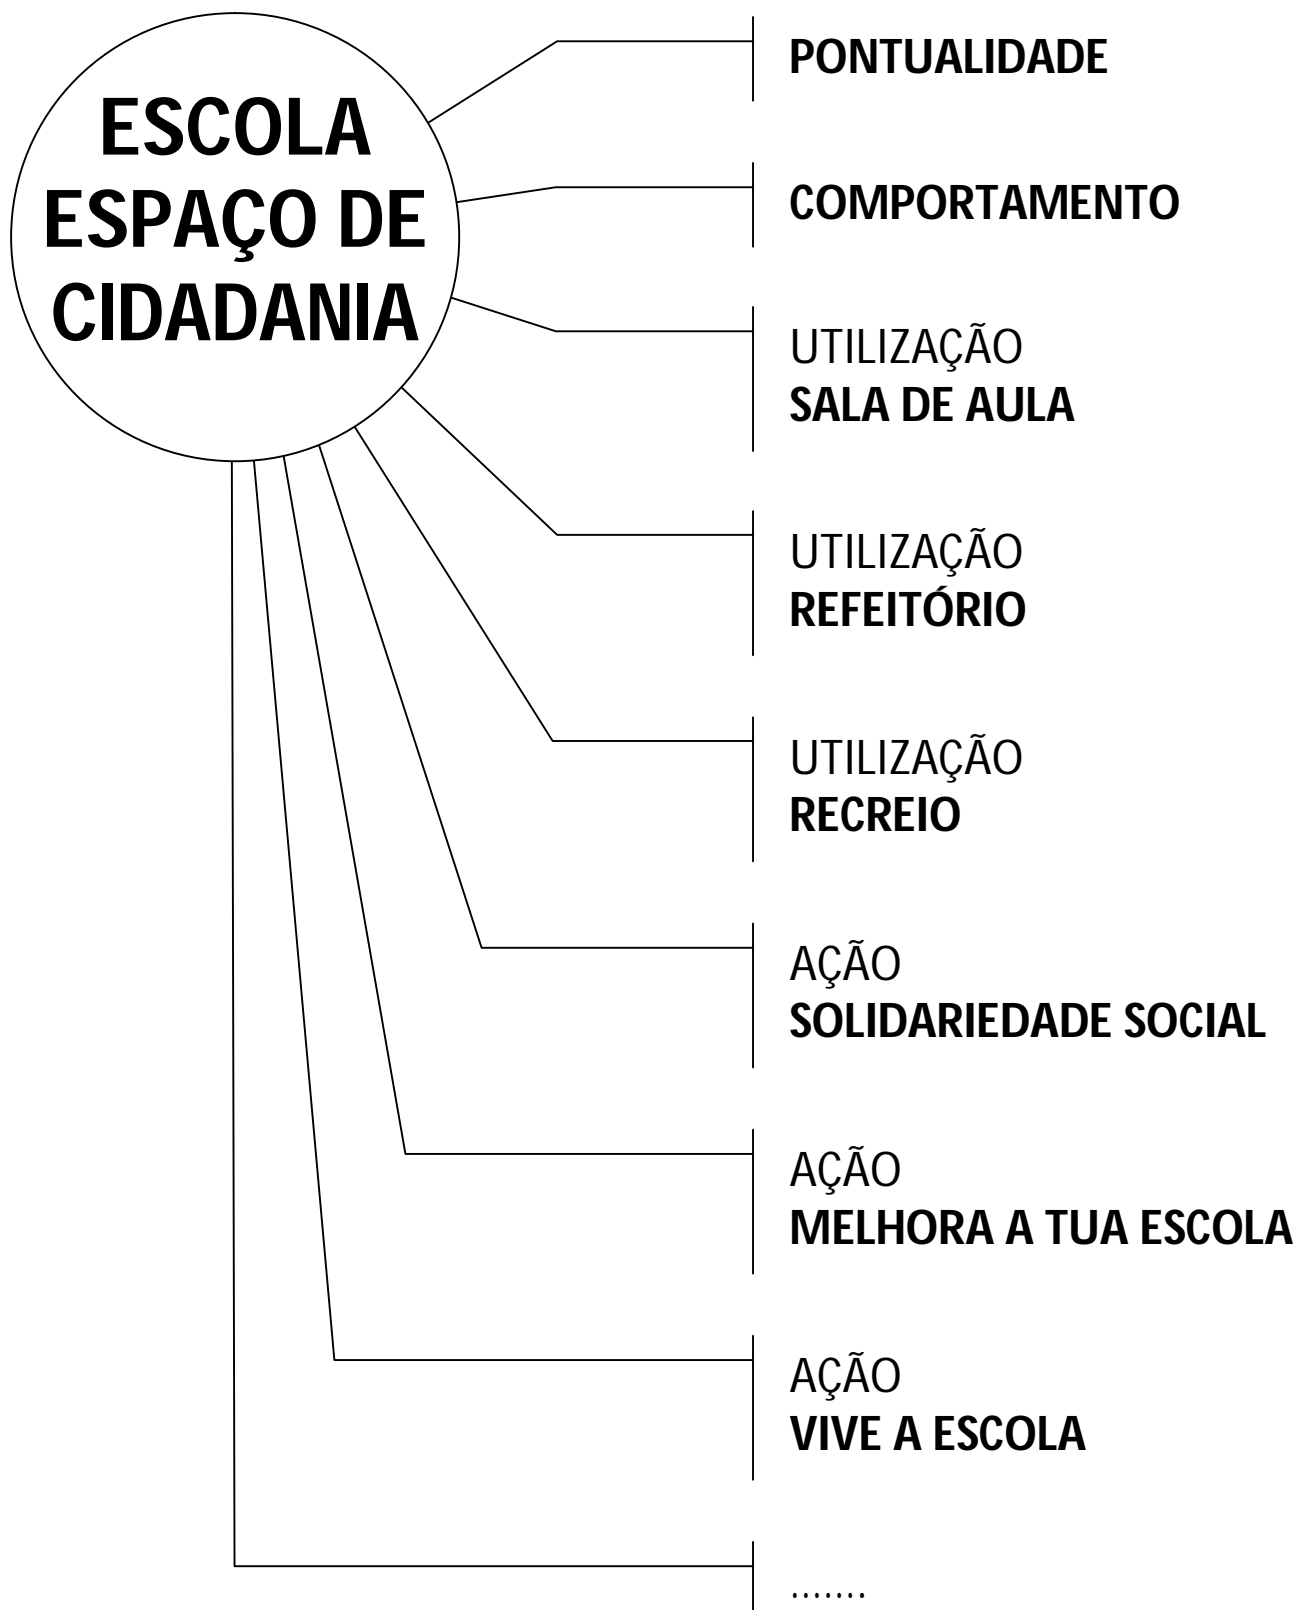 ESCOLA
ESPAÇO DE
CIDADANIA
PONTUALIDADE
COMPORTAMENTO
UTILIZAÇÃO
SALA DE AULA
UTILIZAÇÃO
REFEITÓRIO
UTILIZAÇÃO
RECREIO
AÇÃO
SOLIDARIEDADE SOCIAL
AÇÃO
MELHORA A TUA ESCOLA
AÇÃO
VIVE A ESCOLA
.......